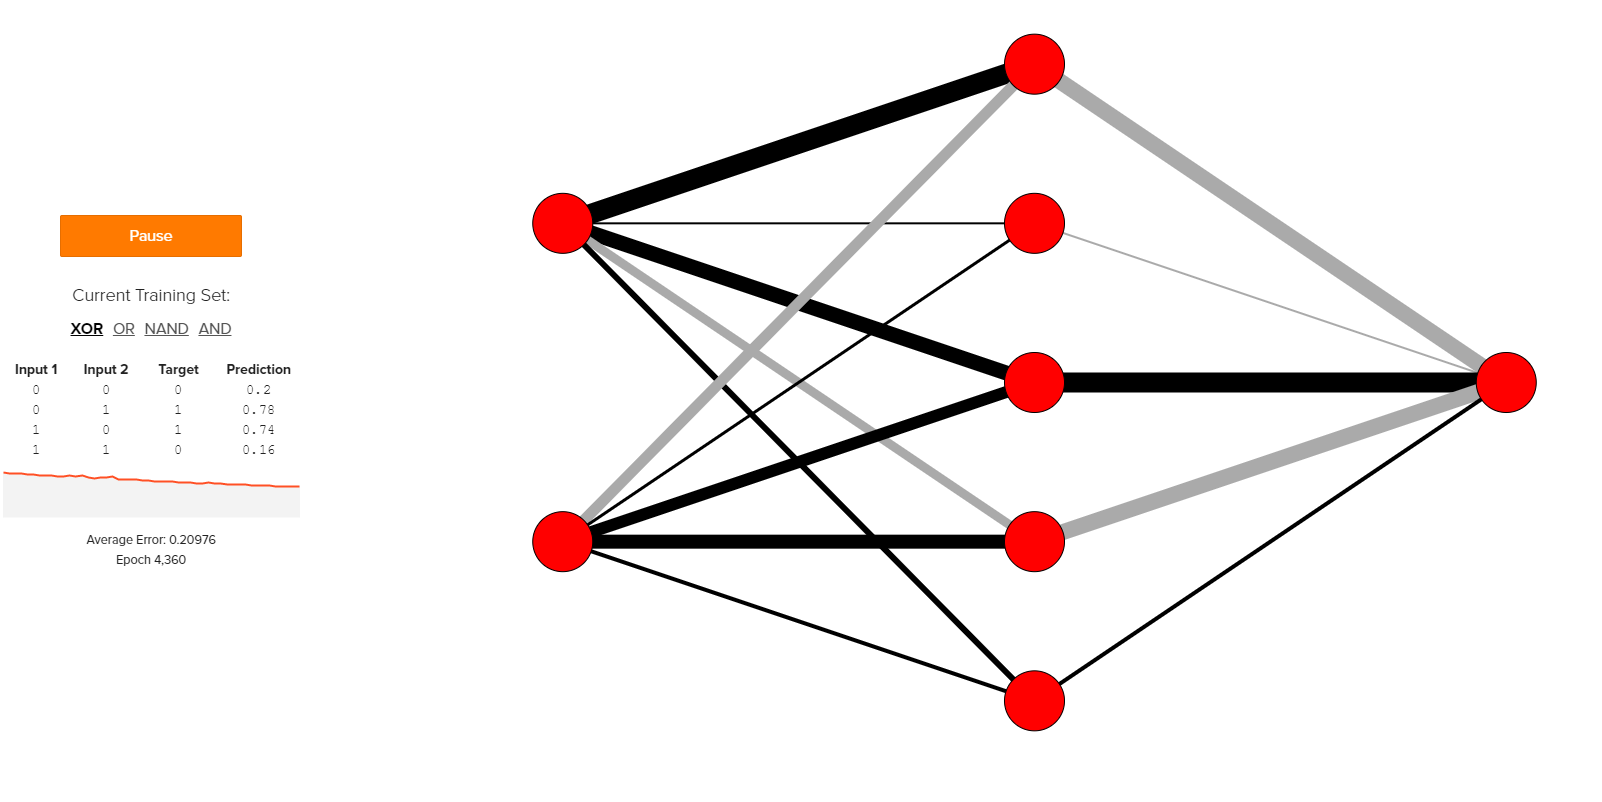 Pause
Current Training Set:
XOR OR NAND AND
Input 1 Input 2 Target Prediction
0 0 0 0.2
0 1 1 0.78
1 0 1 0.74
1 1 0 0.16
Average Error: 0.20976
Epoch 4,360